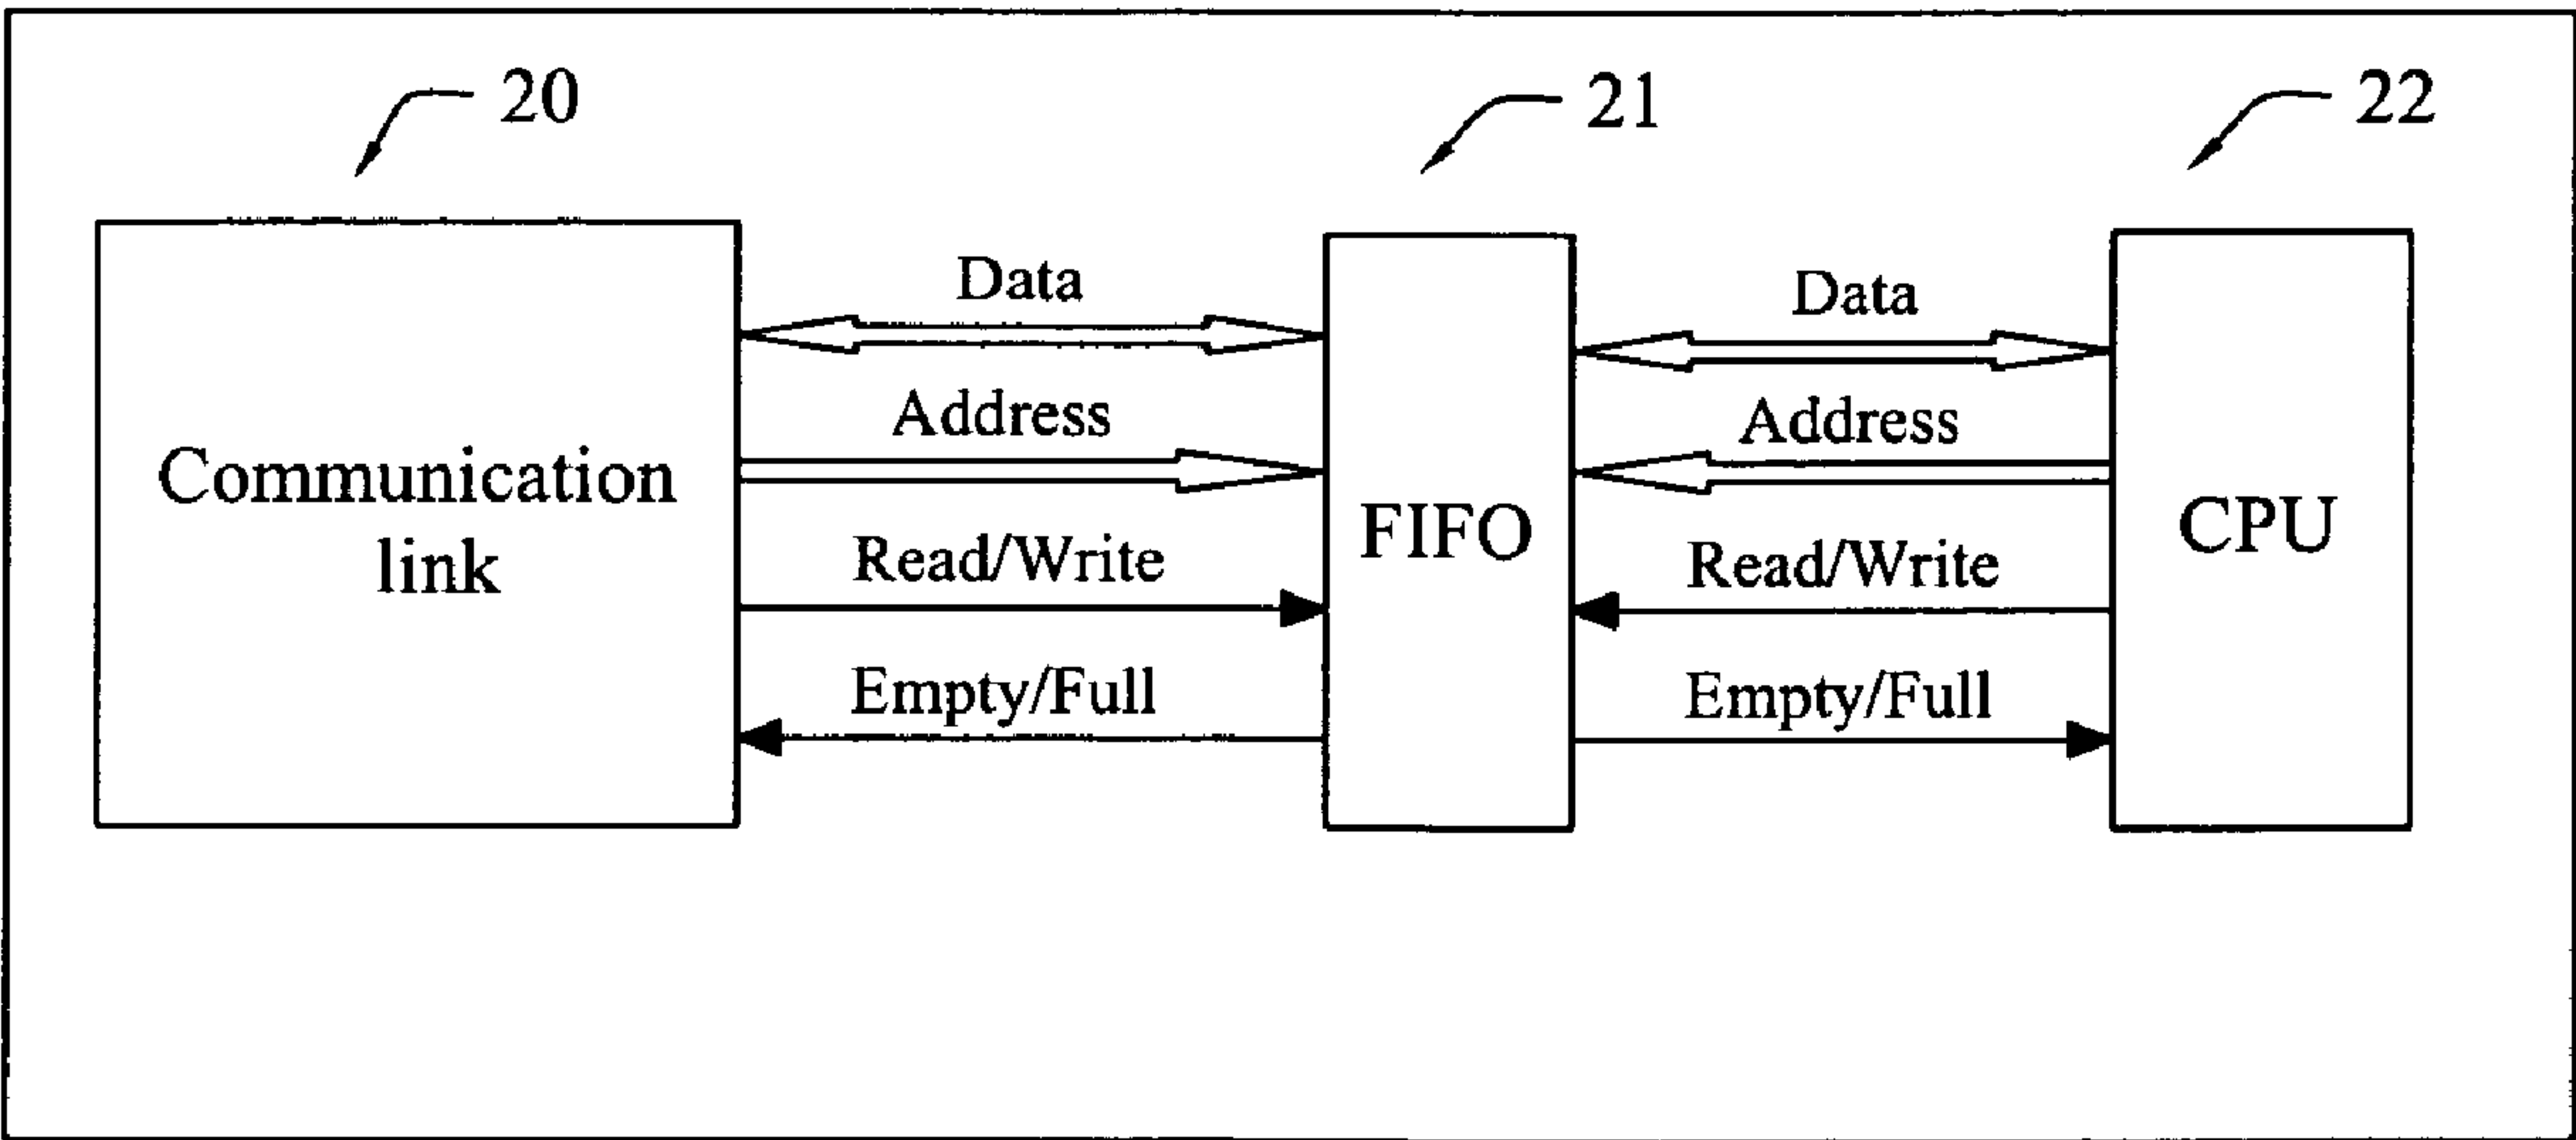 20
21
22
Communication
link
Data
Address
Read/Write
Empty/Full
FIFO
Data
Address
Read/Write
Empty/Full
CPU